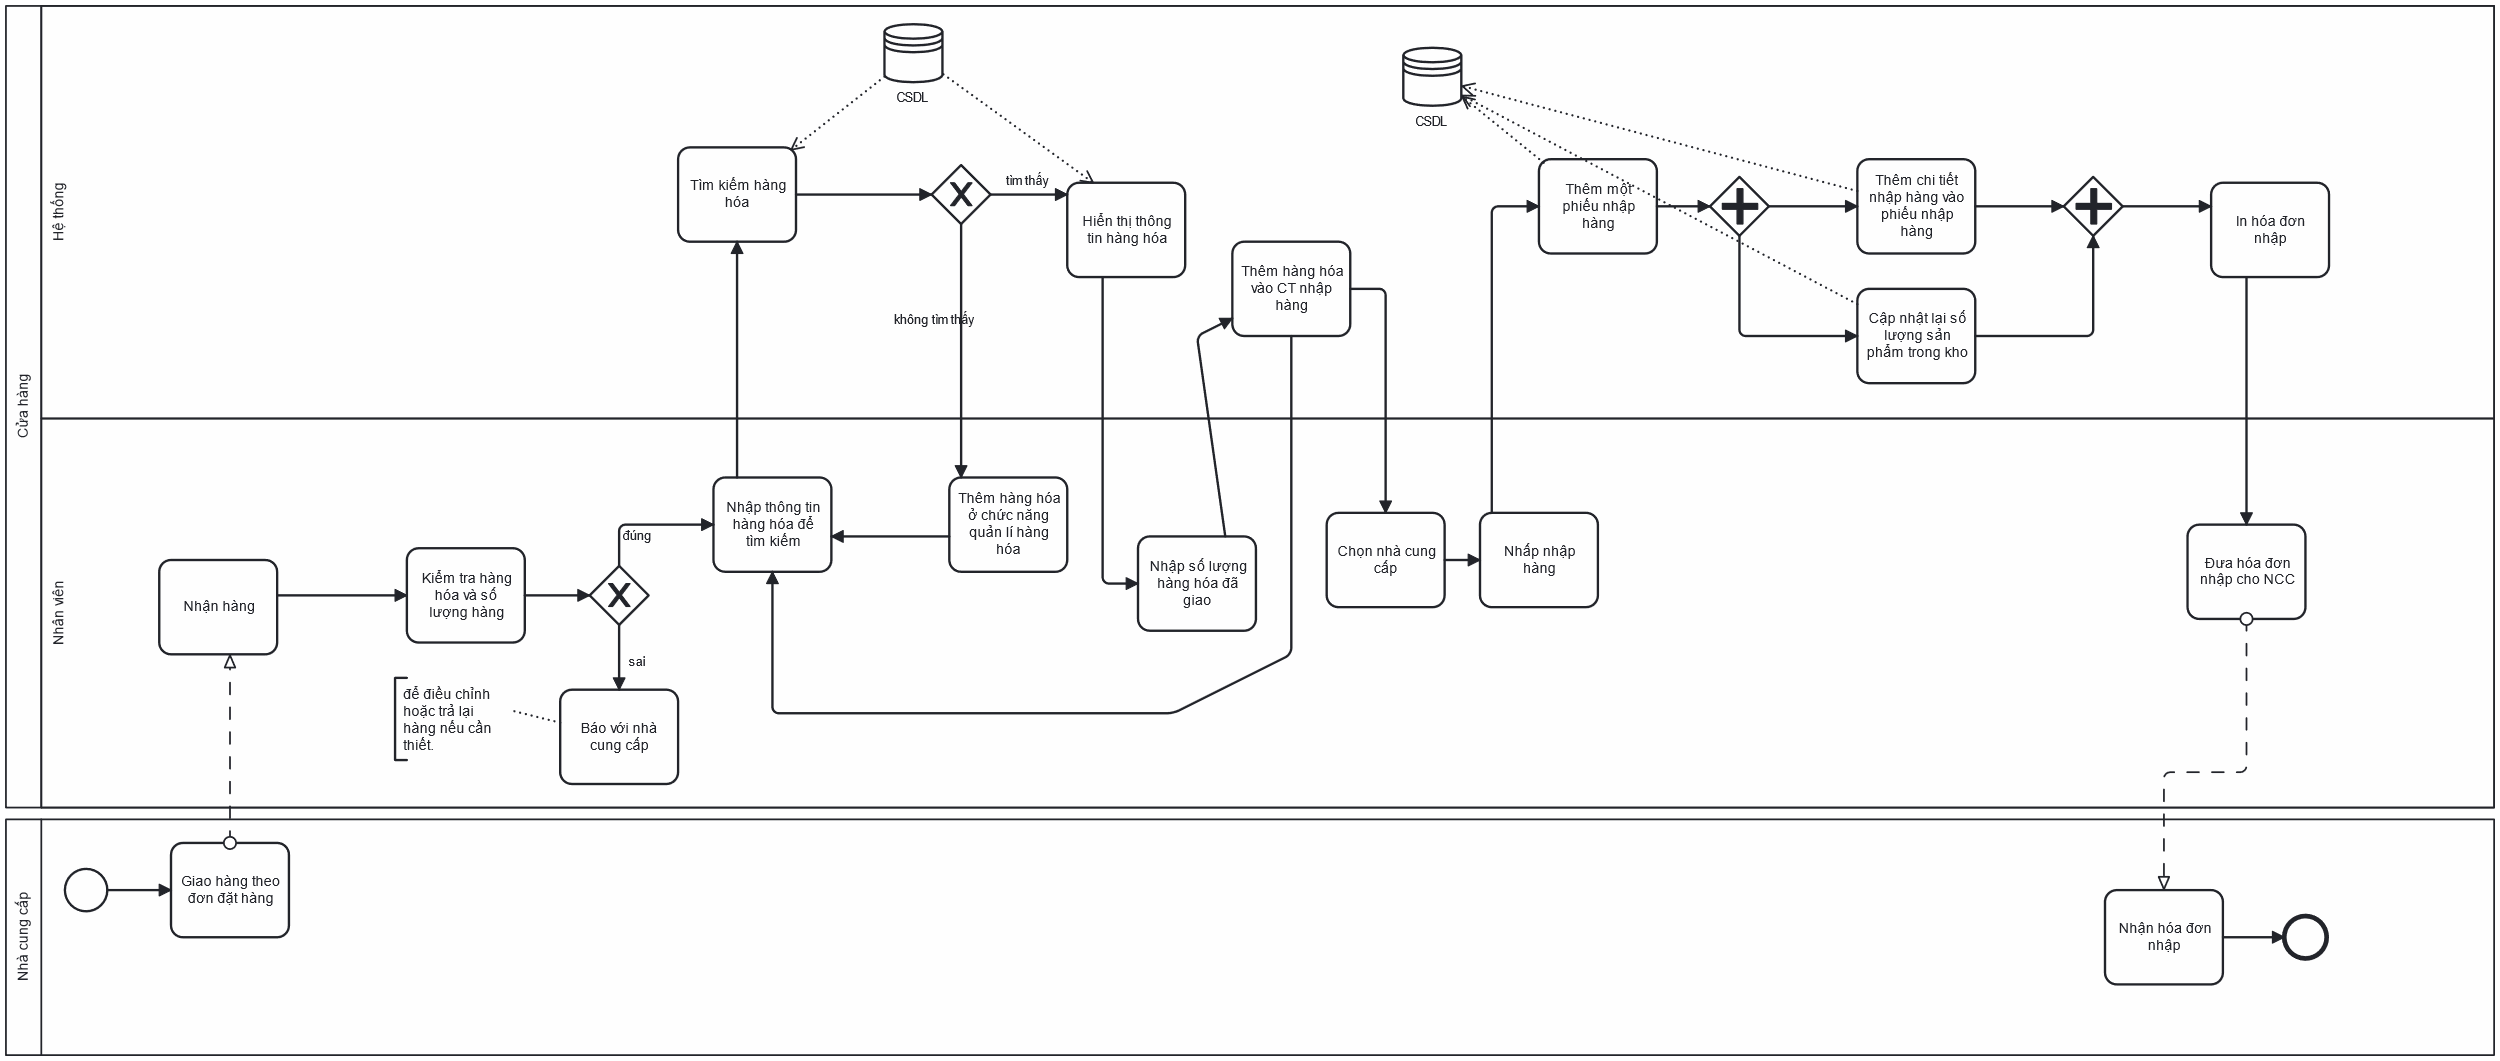 Cửa hàng
Hệ thống
CSDL
CSDL
Tìm kiếm hàng
hóa
tìm thấy
không tìm thấy
Hiển thị thông
tin hàng hóa
Thêm hàng hóa
vào CT nhập
hàng
Thêm một
phiếu nhập
hàng
Thêm chi tiết
nhập hàng vào
phiếu nhập
hàng
Cập nhật lại số
lượng sản
phẩm trong kho
In hóa đơn
nhập
Nhân viên
Nhận hàng
Kiểm tra hàng
hóa và số
lượng hàng
đúng
sai
để điều chỉnh
hoặc trả lại
hàng nếu cần
thiết.
Báo với nhà
cung cấp
Nhập thông tin
hàng hóa để
tìm kiếm
Thêm hàng hóa
ở chức năng
quản lí hàng
hóa
Nhập số lượng
hàng hóa đã
giao
Chọn nhà cung
cấp
Nhấp nhập
hàng
Đưa hóa đơn
nhập cho NCC
Nhà cung cấp
Giao hàng theo
đơn đặt hàng
Nhận hóa đơn
nhập